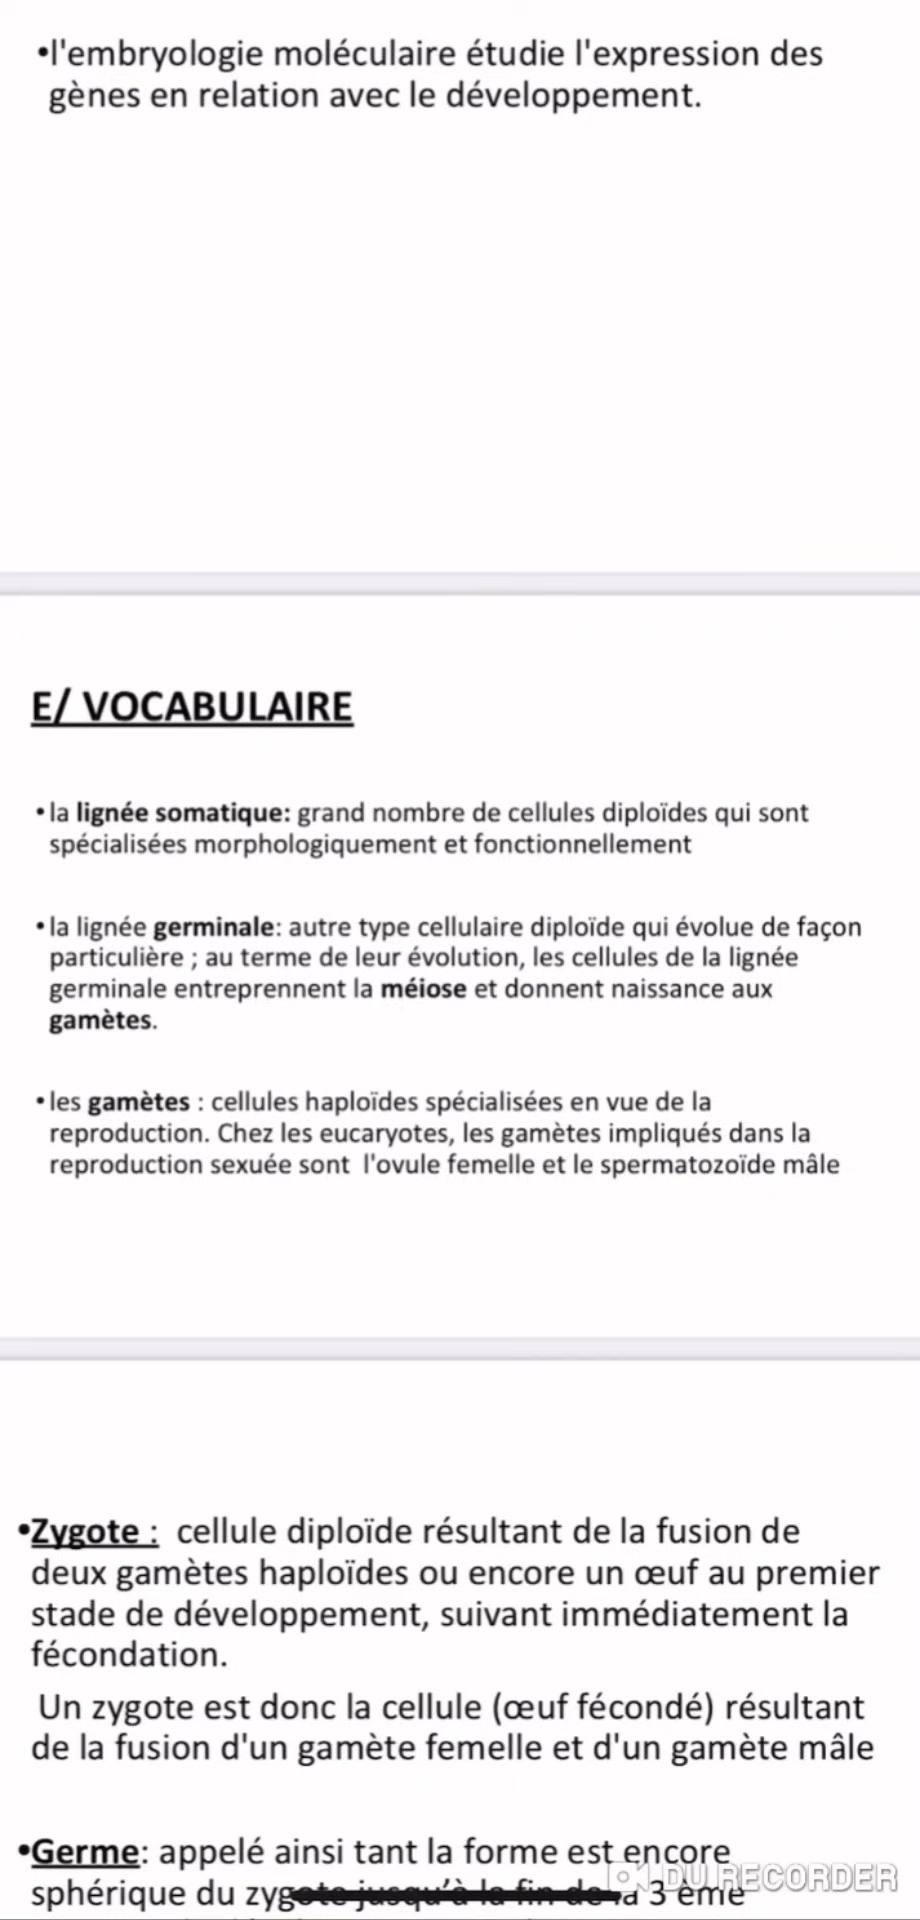 •l'embryologie moléculaire étudie l'expression des
gènes en relation avec le développement.
E/ VOCABULAIRE
•la lignée somatique: grand nombre de cellules diploïdes qui sont
spécialisées morphologiquement et fonctionnellement
•la lignée germinale: autre type cellulaire diploïde qui évolue de façon
particulière ; au terme de leur évolution, les cellules de la lignée
germinale entreprennent la méiose et donnent naissance aux
gamètes.
•les gamètes : cellules haploïdes spécialisées en vue de la
reproduction. Chez les eucaryotes, les gamètes impliqués dans la
reproduction sexuée sont l'ovule femelle et le spermatozoïde mâle
•Zygote : cellule diploïde résultant de la fusion de
deux gamètes haploïdes ou encore un œuf au premier
stade de développement, suivant immédiatement la
fécondation.
Un zygote est donc la cellule (œuf fécondé) résultant
de la fusion d'un gamète femelle et d'un gamète mâle
•Germe: appelé ainsi tant la forme est encore
DU RECORDER
sphérique du zygote jusqu'à la fin de la 3 ème